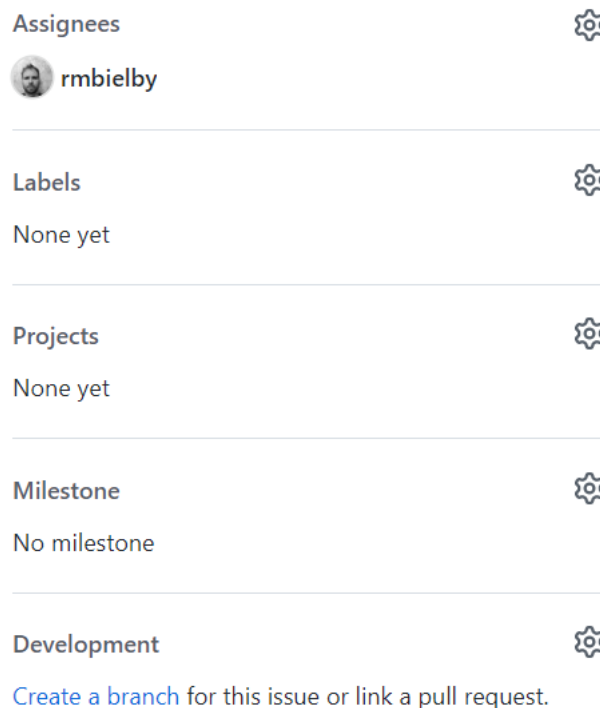 Assignees
rmbielby
Labels
None yet
Projects
None yet
Milestone
No milestone
Development
Create a branch for this issue or link a pull request.